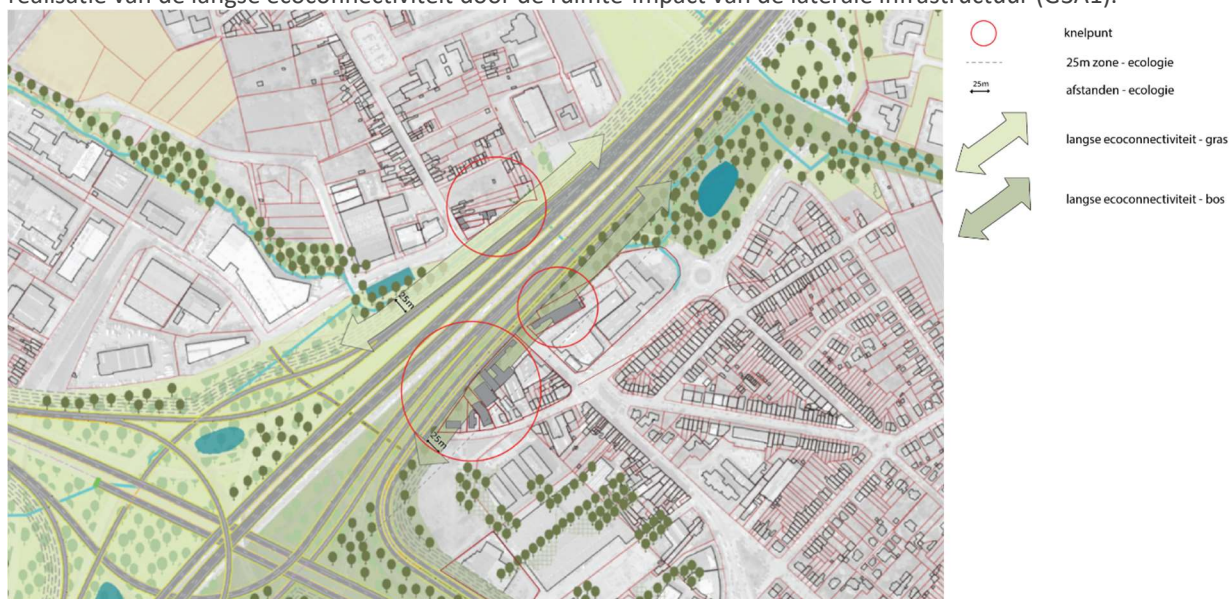 realisatie van de langse ecoconnectiviteit door de ruimte-impact van de laterale infrastructuur (GSA1).
knelpunt
25m zone - ecologie
25m
afstanden - ecologie
langse ecoconnectiviteit - gras
langse ecoconnectiviteit - bos
25m
25m